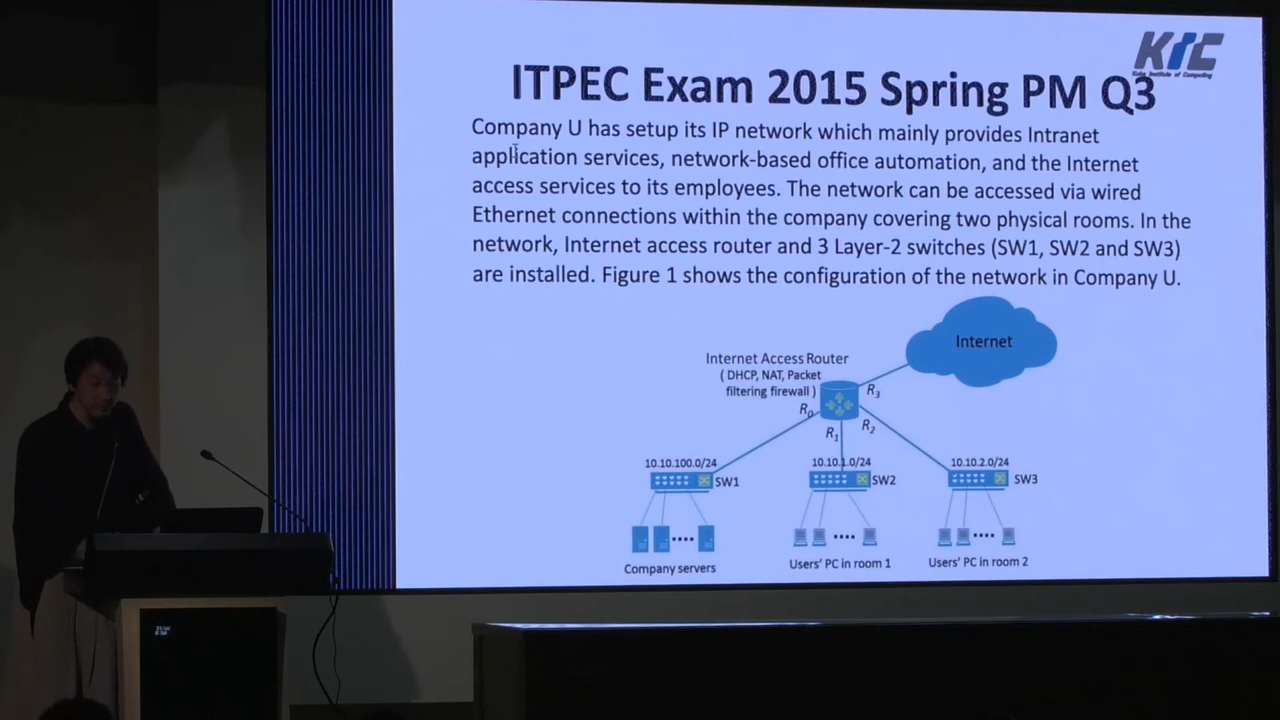 KIC
Kobe Institute of Computing
ITPEC Exam 2015 Spring PM Q3
Company U has setup its IP network which mainly provides Intranet
application services, network-based office automation, and the Internet
access services to its employees. The network can be accessed via wired
Ethernet connections within the company covering two physical rooms. In the
network, Internet access router and 3 Layer-2 switches (SW1, SW2 and SW3)
are installed. Figure 1 shows the configuration of the network in Company U.
Internet
Internet Access Router
( DHCP, NAT, Packet
filtering firewall )
R3
R0
R1
R2
10.10.100.0/24
10.10.1.0/24
10.10.2.0/24
SW1
SW2
SW3
Company servers
Users' PC in room 1
Users' PC in room 2